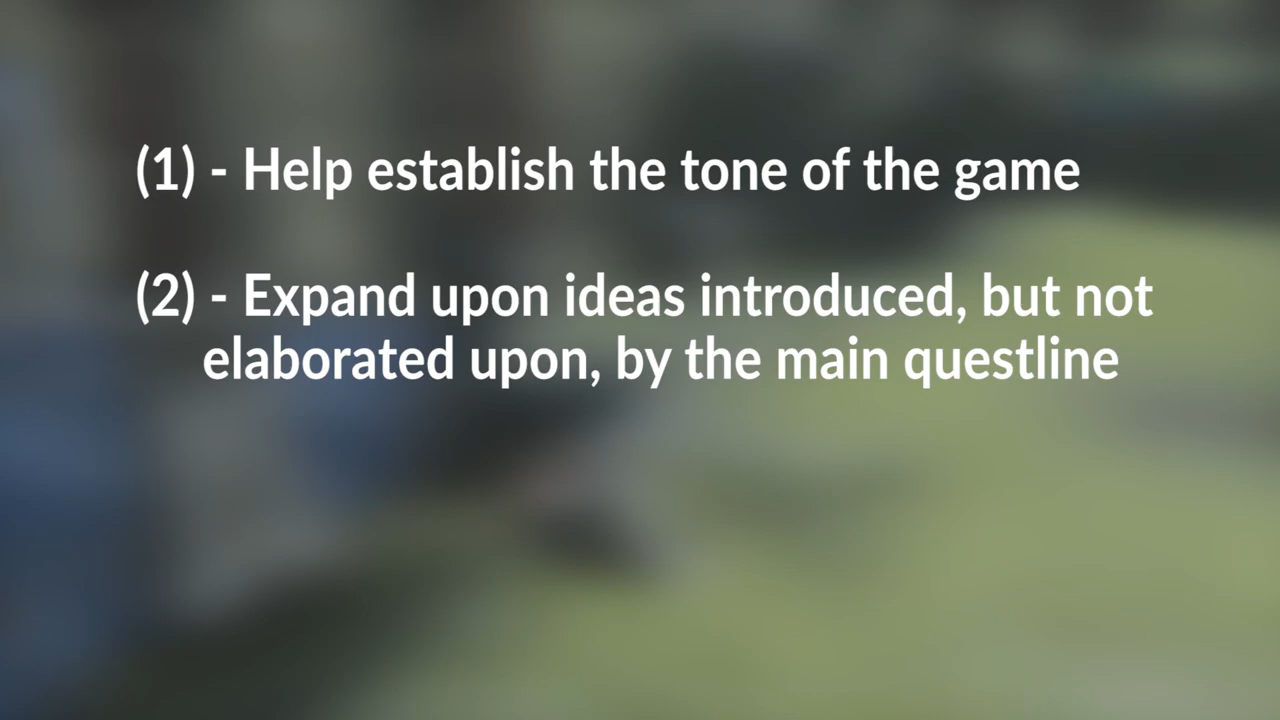 (1) - Help establish the tone of the game
(2) - Expand upon ideas introduced, but not
elaborated upon, by the main questline